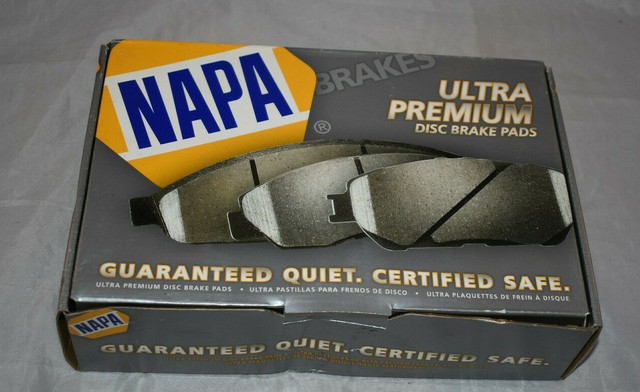 NAPA
BRAKES
ULTRA
PREMIUM
DISC BRAKE PADS
®
GUARANTEED QUIET. CERTIFIED SAFE.
ULTRA PREMIUM DISC BRAKE PADS • ULTRA PASTILLAS PARA FRENOS DE DISCO • ULTRA PLAQUETTES DE FREIN À DISQUE
NAPA
GUARANTEED QUIET. CERTIFIED SAFE.